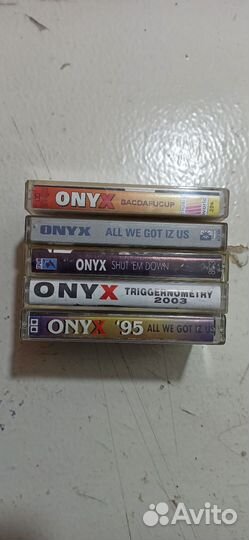 ONYX BACDAFUCUP
ONYX ALL WE GOT IZ US
ONYX SHUT 'EM DOWN
ONYX TRIGGERNOMETRY
2003
ONYX '95 ALL WE GOT IZ US
Avito